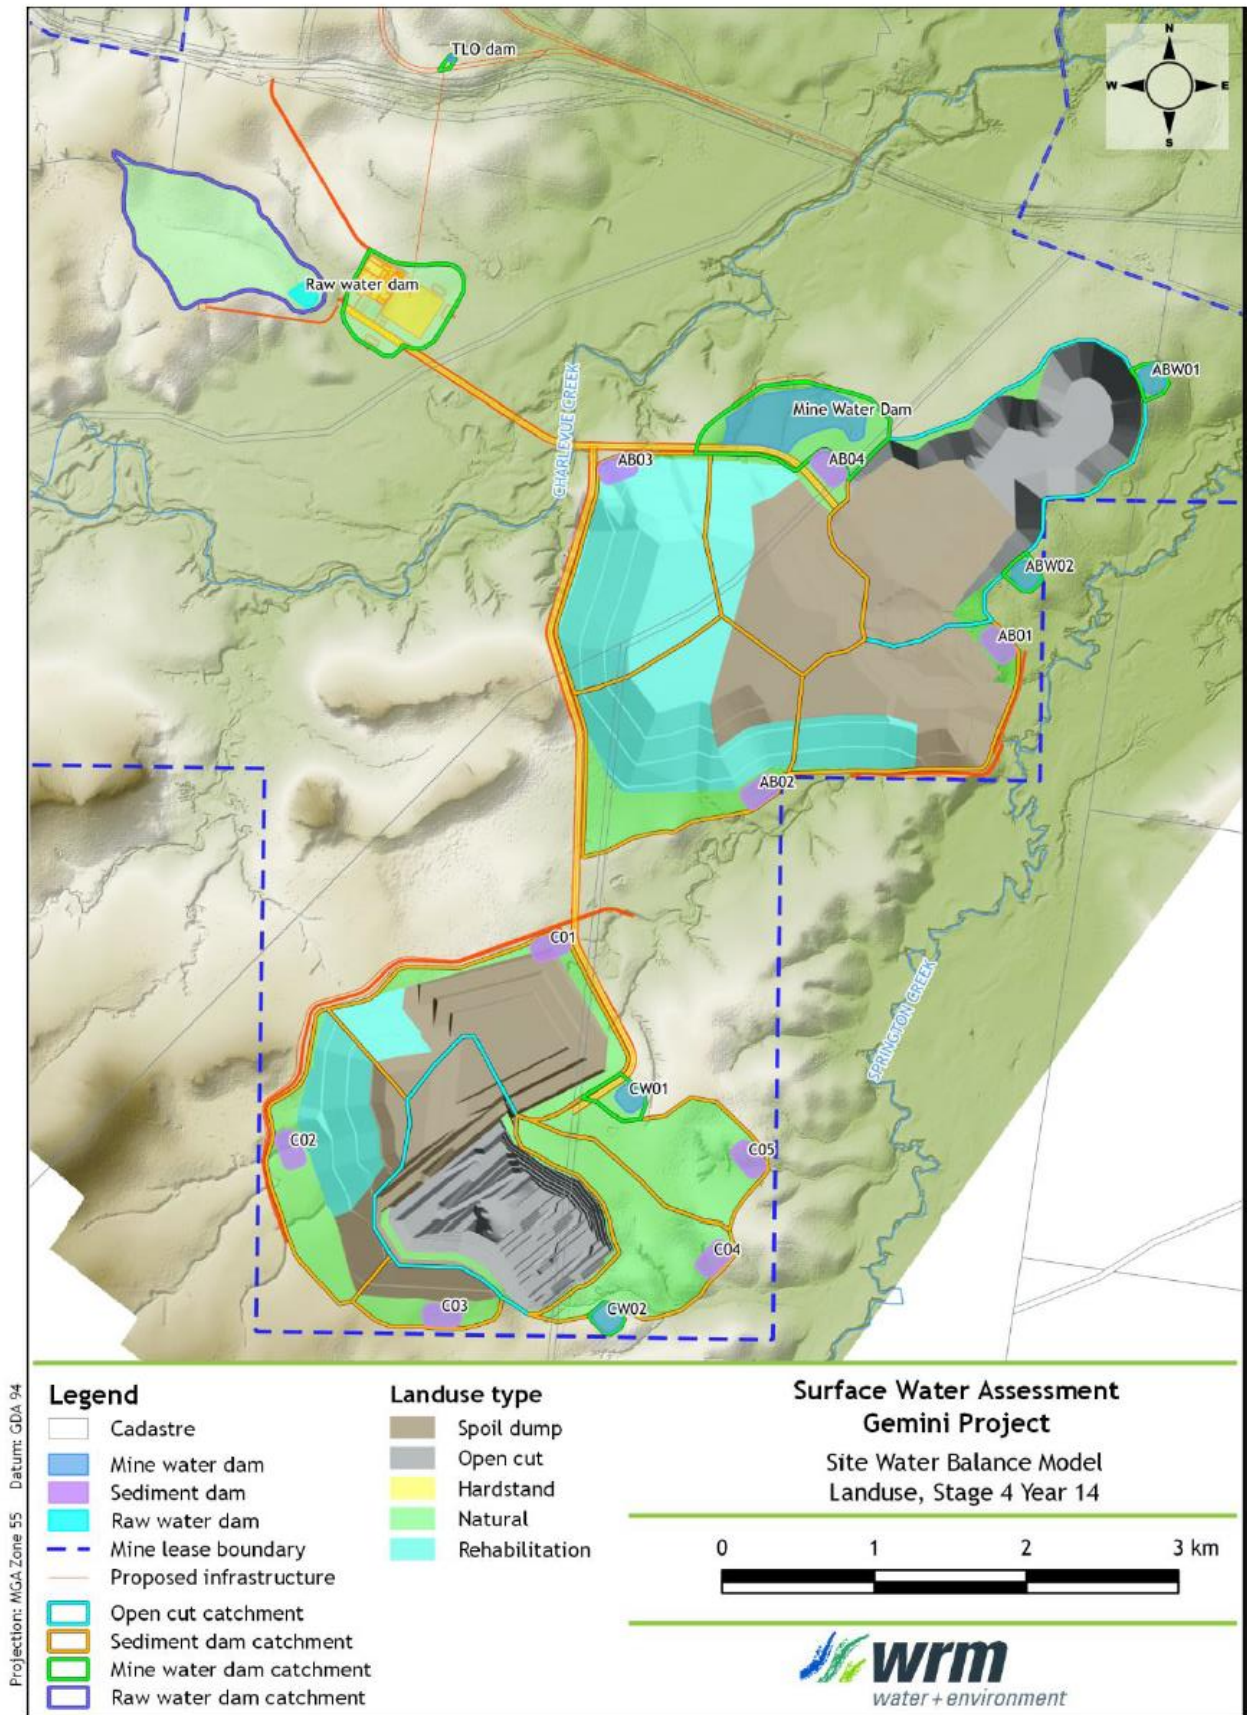 N
W
E
S
TLO dam
Raw water dam
CHARLEVUE CREEK
Mine Water Dam
ABW01
AB03
AB04
ABW02
AB01
AB02
C01
SPRINGTON CREEK
CW01
C02
C05
C04
C03
CW02
Projection: MGA Zone 55 Datum: GDA 94
Legend
Cadastre
Mine water dam
Sediment dam
Raw water dam
Mine lease boundary
Proposed infrastructure
Open cut catchment
Sediment dam catchment
Mine water dam catchment
Raw water dam catchment
Landuse type
Spoil dump
Open cut
Hardstand
Natural
Rehabilitation
Surface Water Assessment
Gemini Project
Site Water Balance Model
Landuse, Stage 4 Year 14
0 1 2 3 km
wrm
water + environment